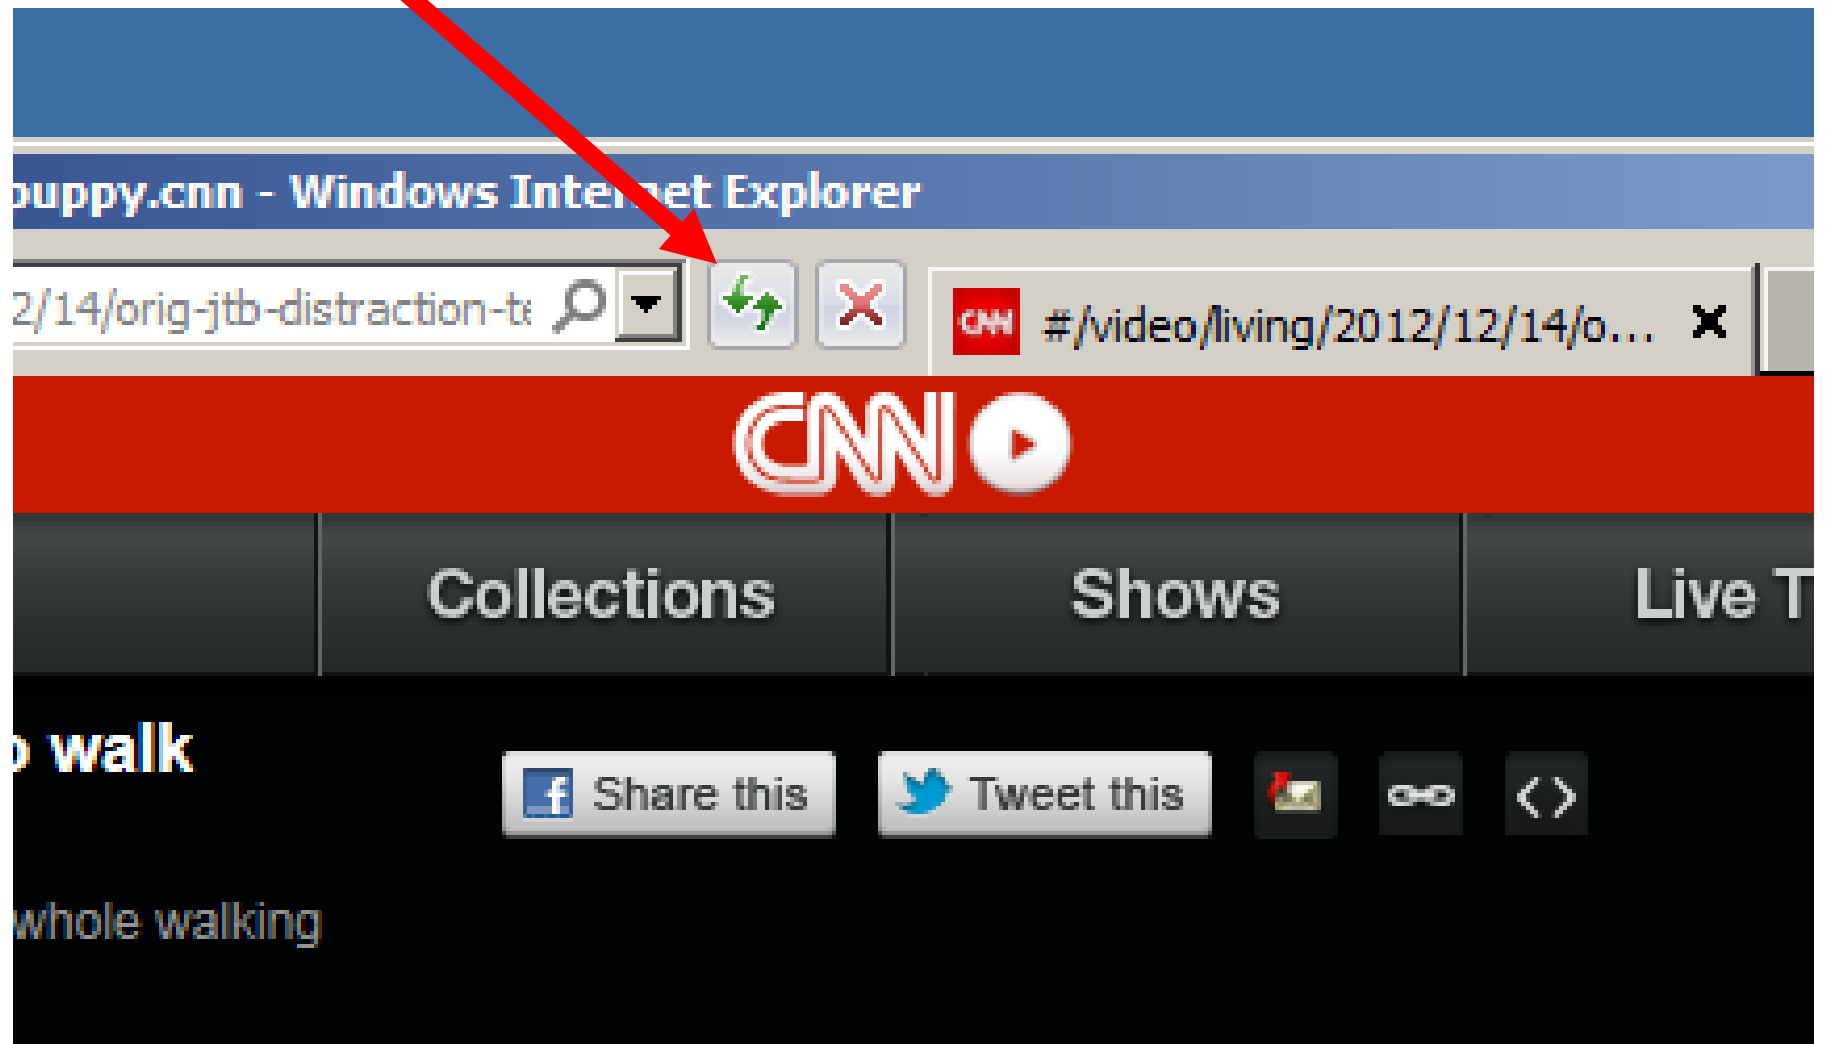 puppy.cnn - Windows Internet Explorer
2/14/orig-jtb-distraction-te
CNN #/video/living/2012/12/14/o...
CNN
Collections Shows Live T
o walk
f Share this Tweet this
whole walking